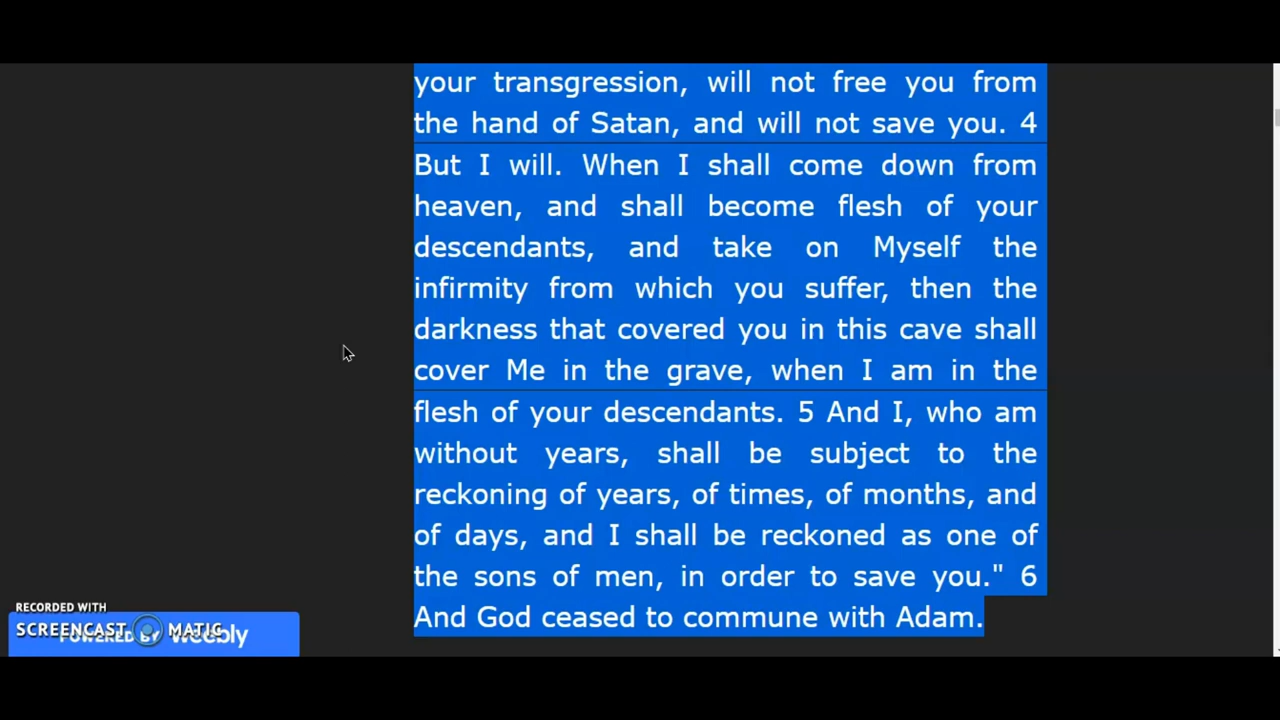 your transgression, will not free you from
the hand of Satan, and will not save you. 4
But I will. When I shall come down from
heaven, and shall become flesh of your
descendants, and take on Myself the
infirmity from which you suffer, then the
darkness that covered you in this cave shall
cover Me in the grave, when I am in the
flesh of your descendants. 5 And I, who am
without years, shall be subject to the
reckoning of years, of times, of months, and
of days, and I shall be reckoned as one of
the sons of men, in order to save you." 6
And God ceased to commune with Adam.
RECORDED WITH
SCREENCAST MATIC
POWERED BY weebly